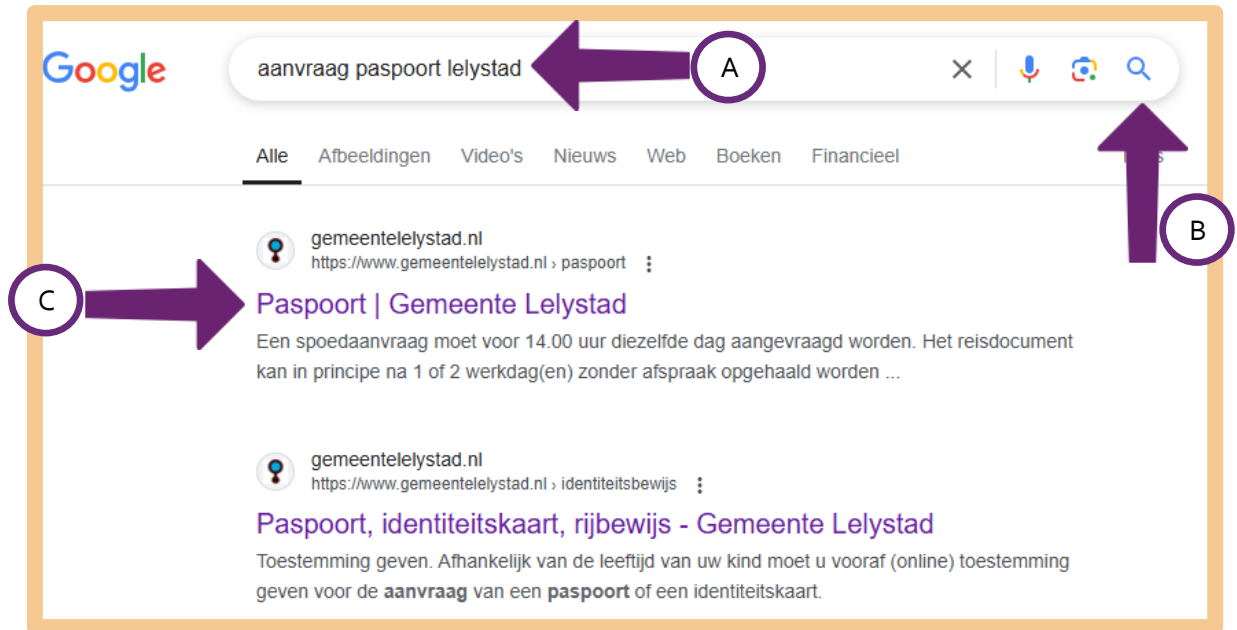 Google
aanvraag paspoort lelystad
A
Alle Afbeeldingen Video's Nieuws Web Boeken Financieel
B
gemeentelelystad.nl
https://www.gemeentelelystad.nl › paspoort
C
Paspoort | Gemeente Lelystad
Een spoedaanvraag moet voor 14.00 uur diezelfde dag aangevraagd worden. Het reisdocument
kan in principe na 1 of 2 werkdag(en) zonder afspraak opgehaald worden ...
gemeentelelystad.nl
https://www.gemeentelelystad.nl › identiteitsbewijs
Paspoort, identiteitskaart, rijbewijs - Gemeente Lelystad
Toestemming geven. Afhankelijk van de leeftijd van uw kind moet u vooraf (online) toestemming
geven voor de aanvraag van een paspoort of een identiteitskaart.